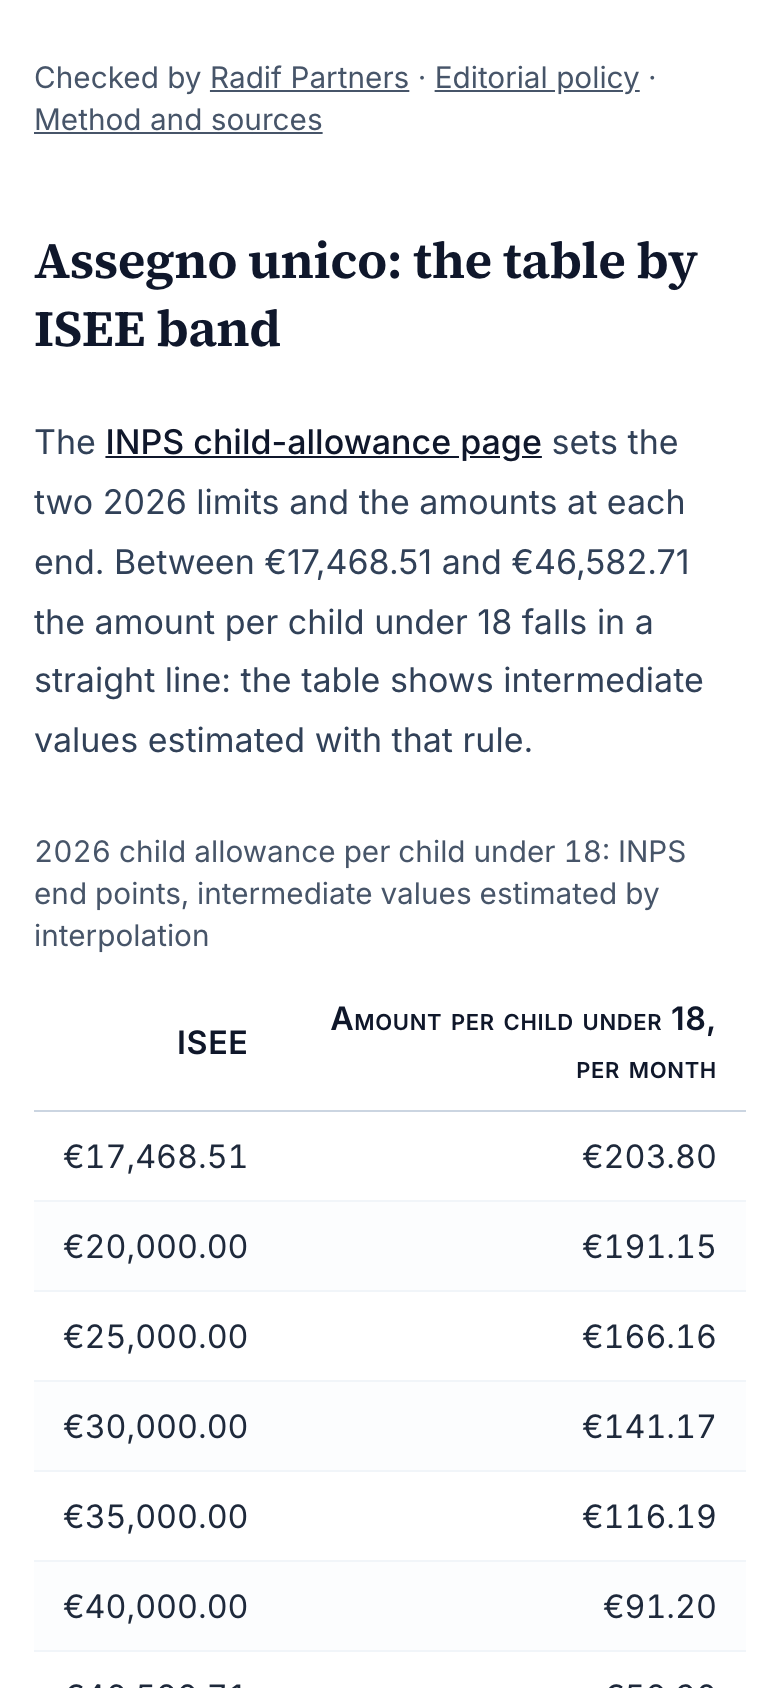 Checked by Radif Partners · Editorial policy ·
Method and sources
Assegno unico: the table by
ISEE band
The INPS child-allowance page sets the
two 2026 limits and the amounts at each
end. Between €17,468.51 and €46,582.71
the amount per child under 18 falls in a
straight line: the table shows intermediate
values estimated with that rule.
2026 child allowance per child under 18: INPS
end points, intermediate values estimated by
interpolation
ISEE
Amount per child under 18,
per month
€17,468.51 €203.80
€20,000.00 €191.15
€25,000.00 €166.16
€30,000.00 €141.17
€35,000.00 €116.19
€40,000.00 €91.20